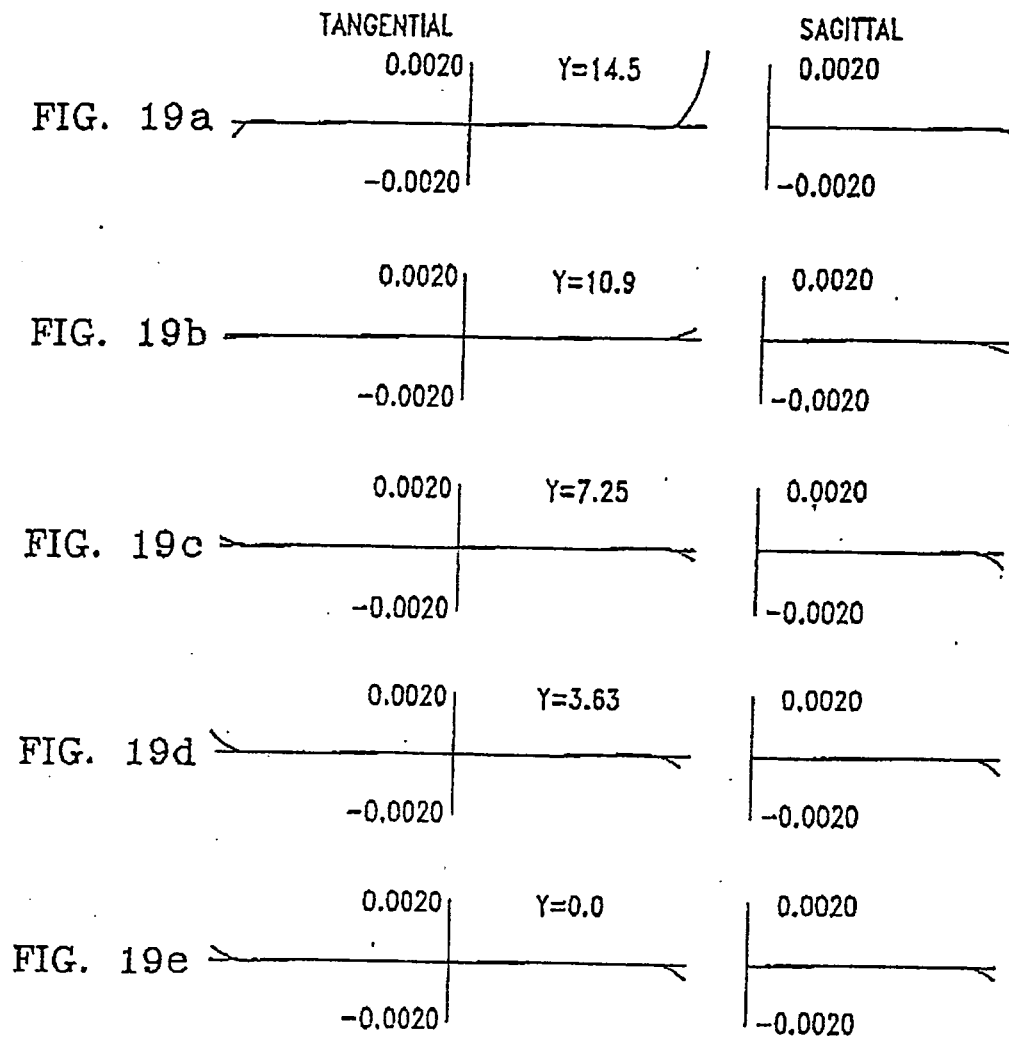 TANGENTIAL SAGITTAL
0.0020 Y=14.5 0.0020
FIG. 19a
-0.0020 -0.0020
0.0020 Y=10.9 0.0020
FIG. 19b
-0.0020 -0.0020
0.0020 Y=7.25 0.0020
FIG. 19c
-0.0020 -0.0020
0.0020 Y=3.63 0.0020
FIG. 19d
-0.0020 -0.0020
0.0020 Y=0.0 0.0020
FIG. 19e
-0.0020 -0.0020